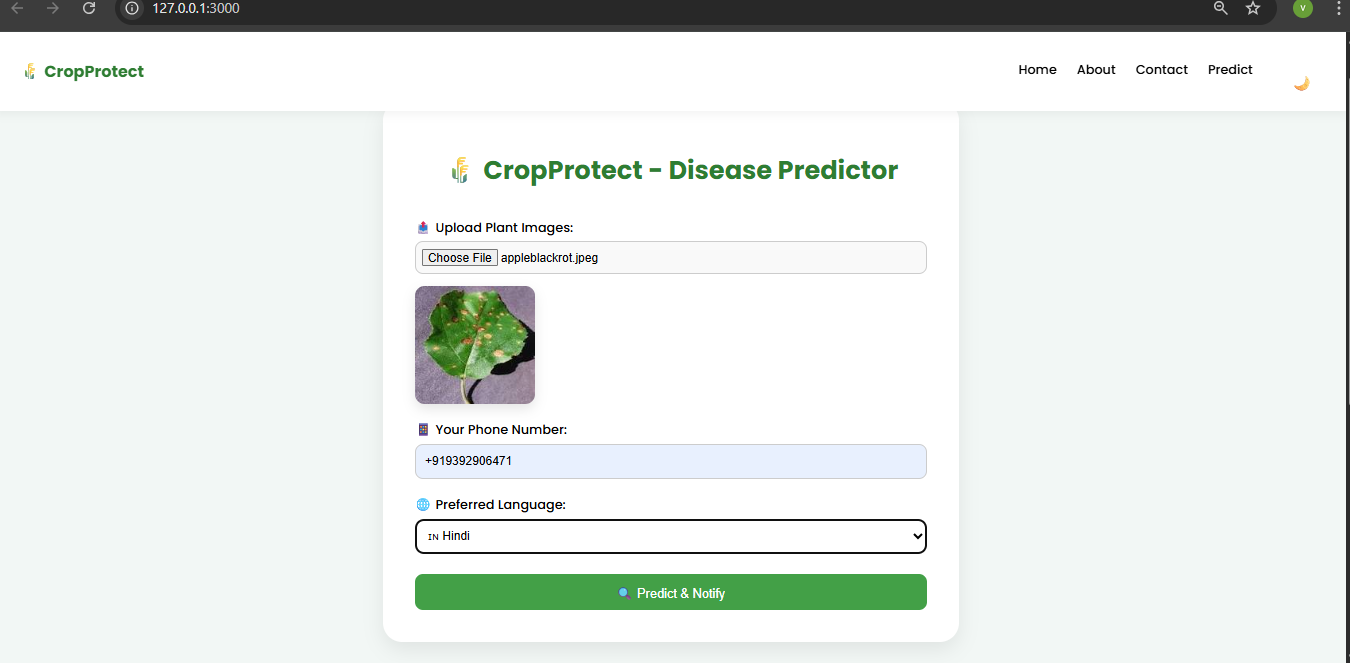 127.0.0.1:3000
V
CropProtect
Home About Contact Predict
CropProtect - Disease Predictor
Upload Plant Images:
Choose File appleblackrot.jpeg
Your Phone Number:
+919392906471
Preferred Language:
IN Hindi
Predict & Notify